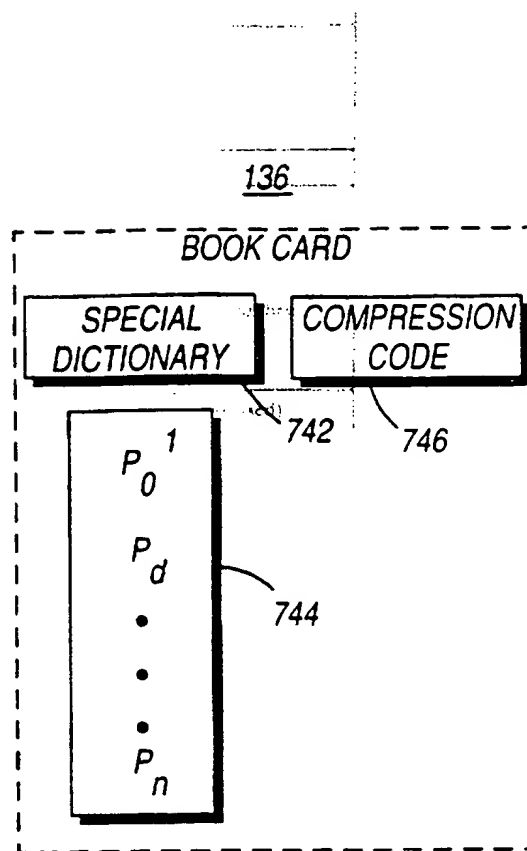 136
BOOK CARD
SPECIAL
DICTIONARY
COMPRESSION
CODE
742
746
P0 1
Pd
744
Pn